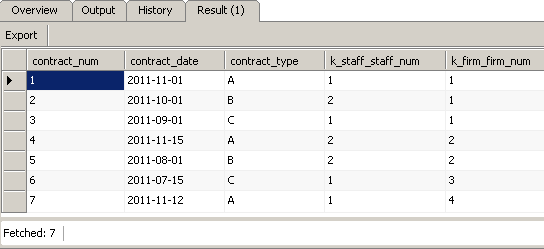 Overview Output History Result (1)
Export
contract_num contract_date contract_type k_staff_staff_num k_firm_firm_num
1 2011-11-01 A 1 1
2 2011-10-01 B 2 1
3 2011-09-01 C 1 1
4 2011-11-15 A 2 2
5 2011-08-01 B 2 2
6 2011-07-15 C 1 3
7 2011-11-12 A 1 4
Fetched: 7